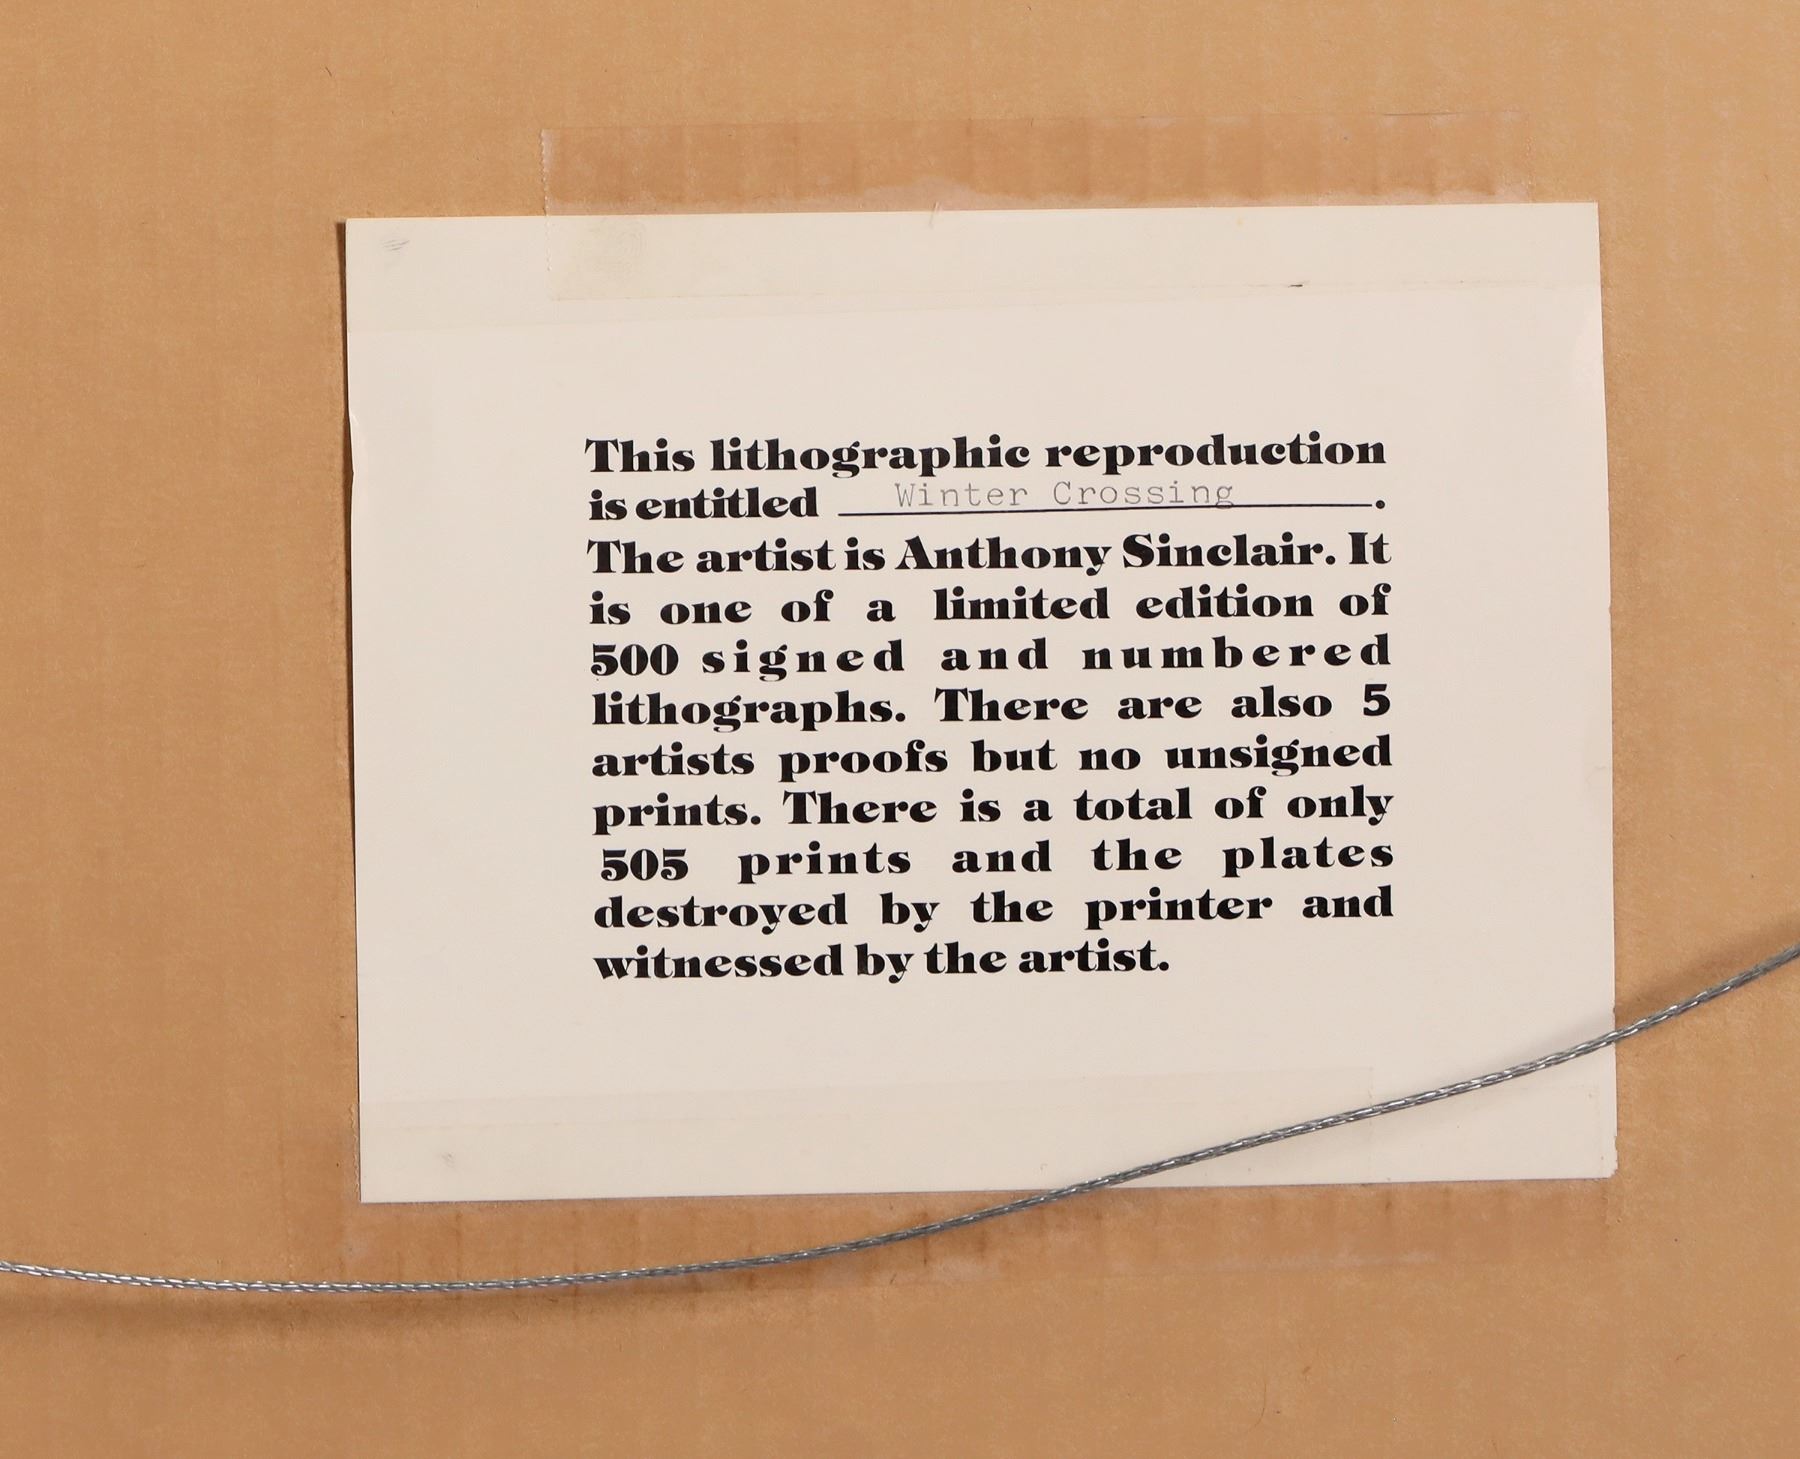 This lithographic reproduction
is entitled Winter Crossing.
The artist is Anthony Sinclair. It
is one of a limited edition of
500 signed and numbered
lithographs. There are also 5
artists proofs but no unsigned
prints. There is a total of only
505 prints and the plates
destroyed by the printer and
witnessed by the artist.